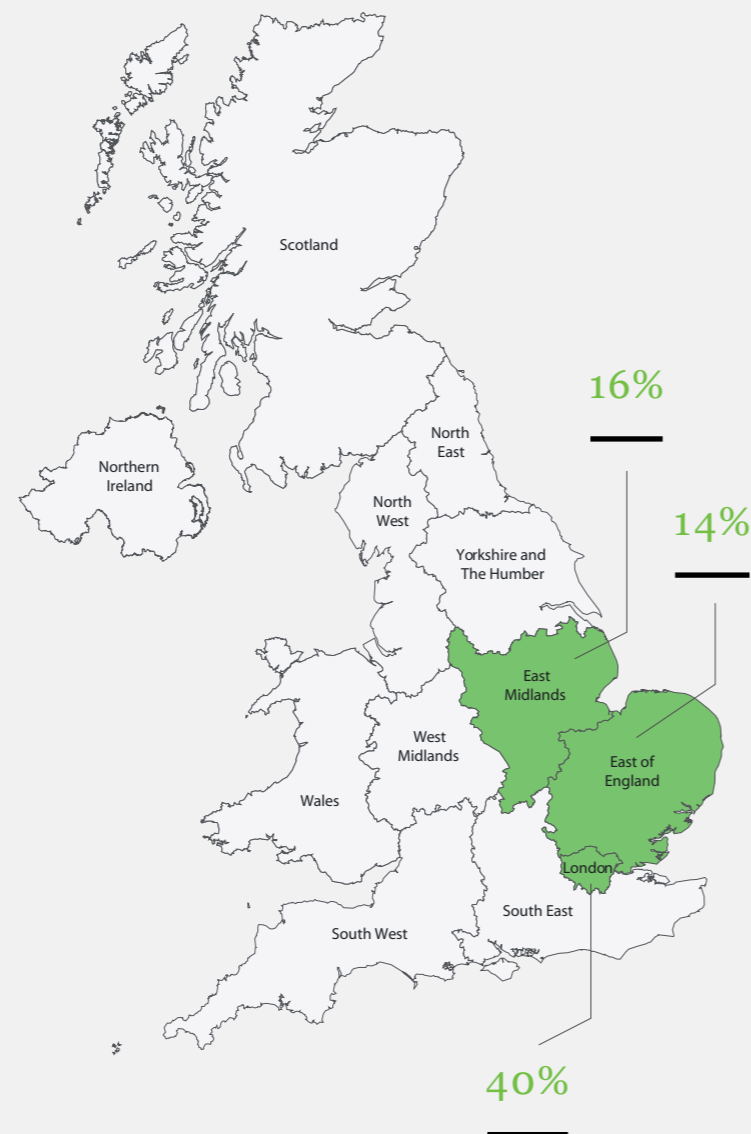 Scotland
16%
North
East
Northern
Ireland
North
West
14%
Yorkshire and
The Humber
East
Midlands
West
Midlands
East of
England
Wales
London
South East
South West
40%